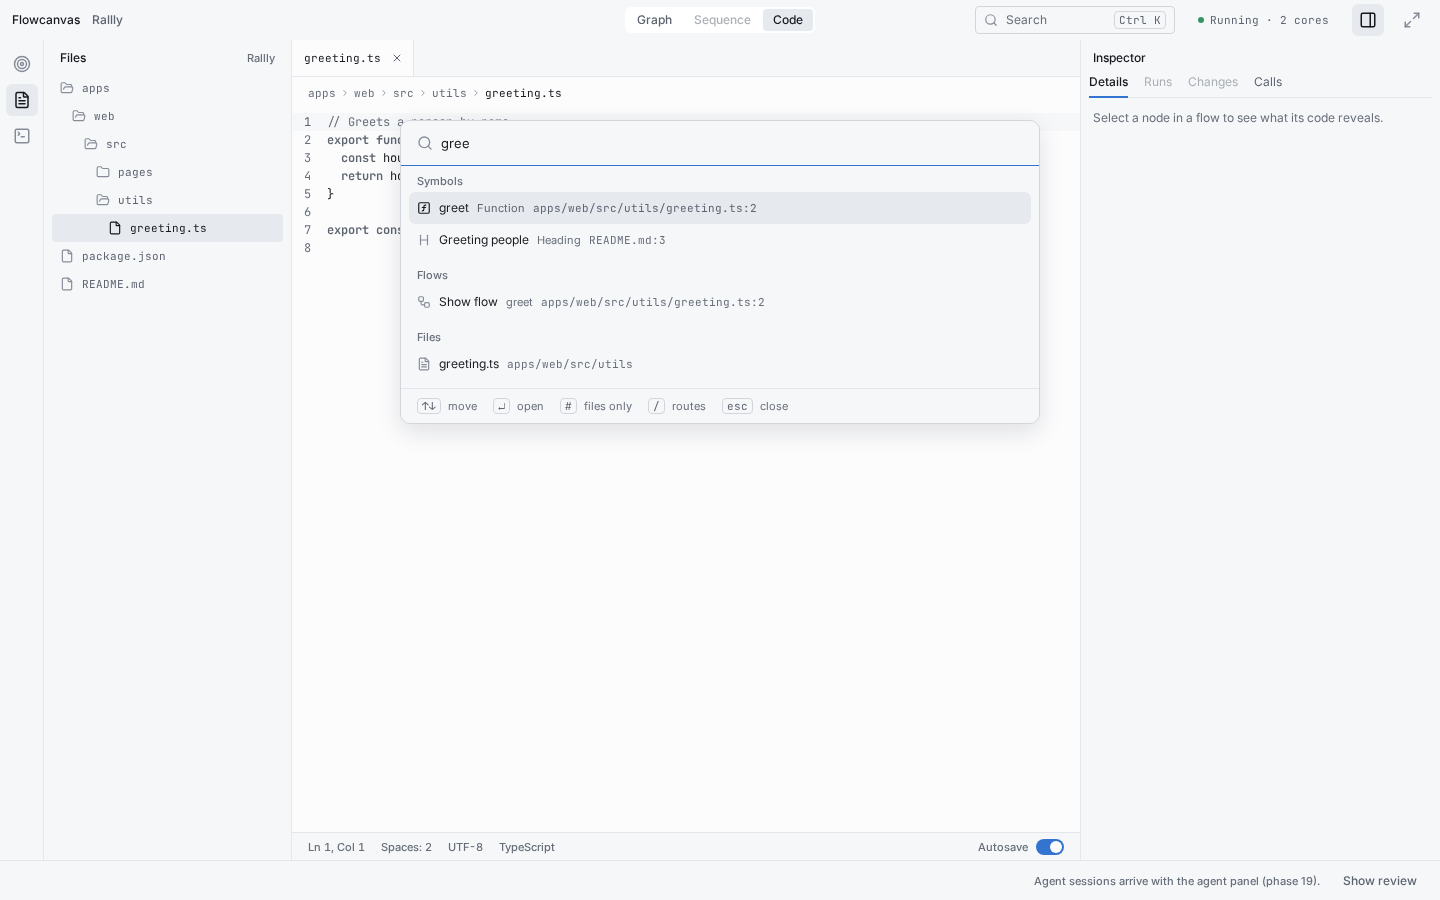 Flowcanvas Rallly
Graph Sequence Code
Search Ctrl K
Running · 2 cores
Files Rallly
apps
web
src
pages
utils
greeting.ts
package.json
README.md
greeting.ts
apps › web › src › utils › greeting.ts
1 // Greets a
2 export func
3 const hou
4 return ho
5 }
6
7 export cons
8
gree
Symbols
greet Function apps/web/src/utils/greeting.ts:2
Greeting people Heading README.md:3
Flows
Show flow greet apps/web/src/utils/greeting.ts:2
Files
greeting.ts apps/web/src/utils
↑↓ move ↵ open # files only / routes esc close
Inspector
Details Runs Changes Calls
Select a node in a flow to see what its code reveals.
Ln 1, Col 1 Spaces: 2 UTF-8 TypeScript Autosave
Agent sessions arrive with the agent panel (phase 19). Show review